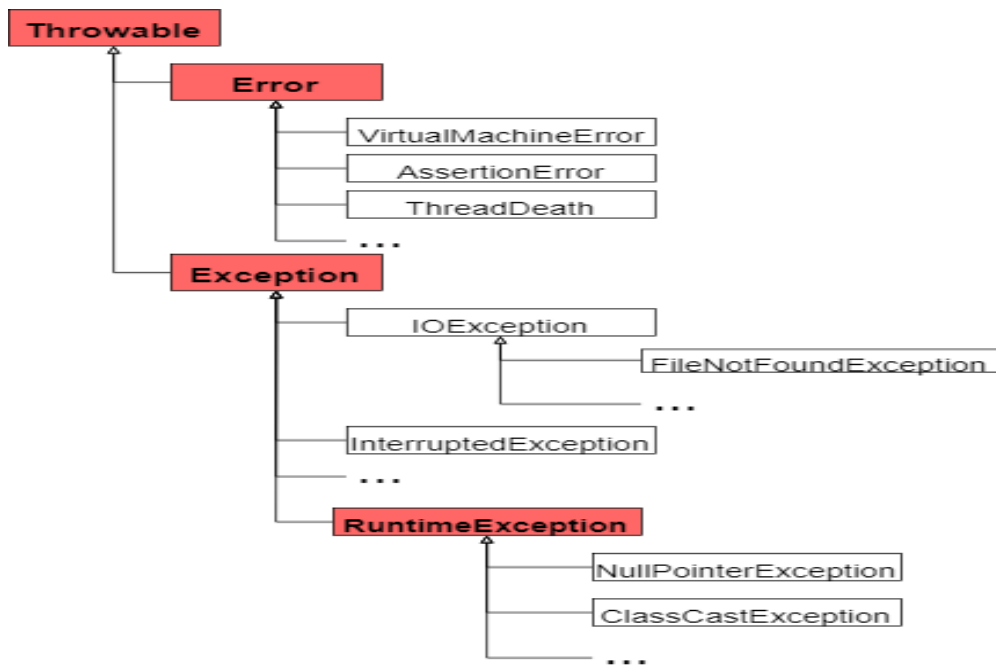 Throwable
Error
VirtualMachineError
AssertionError
ThreadDeath
...
Exception
IOException
FileNotFoundException
...
InterruptedException
...
RuntimeException
NullPointerException
ClassCastException
...